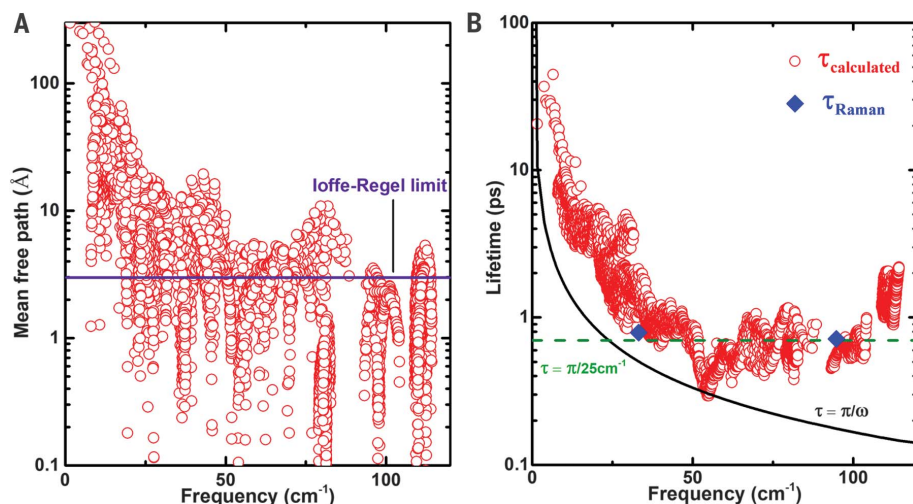 A
Mean free path (Å)
100
10
1
0.1
Ioffe-Regel limit
0
50
100
Frequency (cm⁻¹)
B
Lifetime (ps)
100
10
1
0.1
τcalculated
τRaman
τ = π/25cm⁻¹
τ = π/ω
0
50
100
Frequency (cm⁻¹)